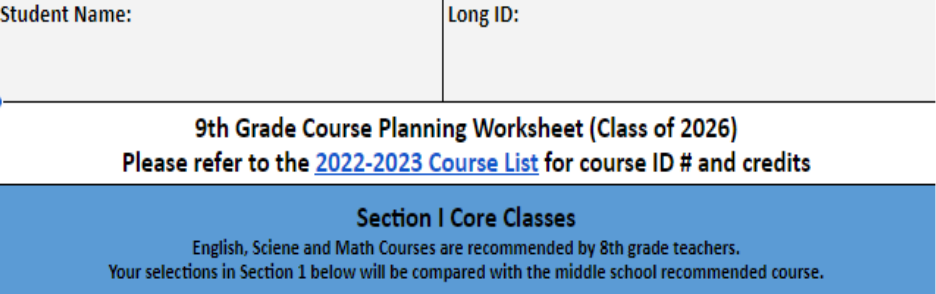 Student Name: Long ID:
9th Grade Course Planning Worksheet (Class of 2026)
Please refer to the 2022-2023 Course List for course ID # and credits
Section I Core Classes
English, Sciene and Math Courses are recommended by 8th grade teachers.
Your selections in Section 1 below will be compared with the middle school recommended course.